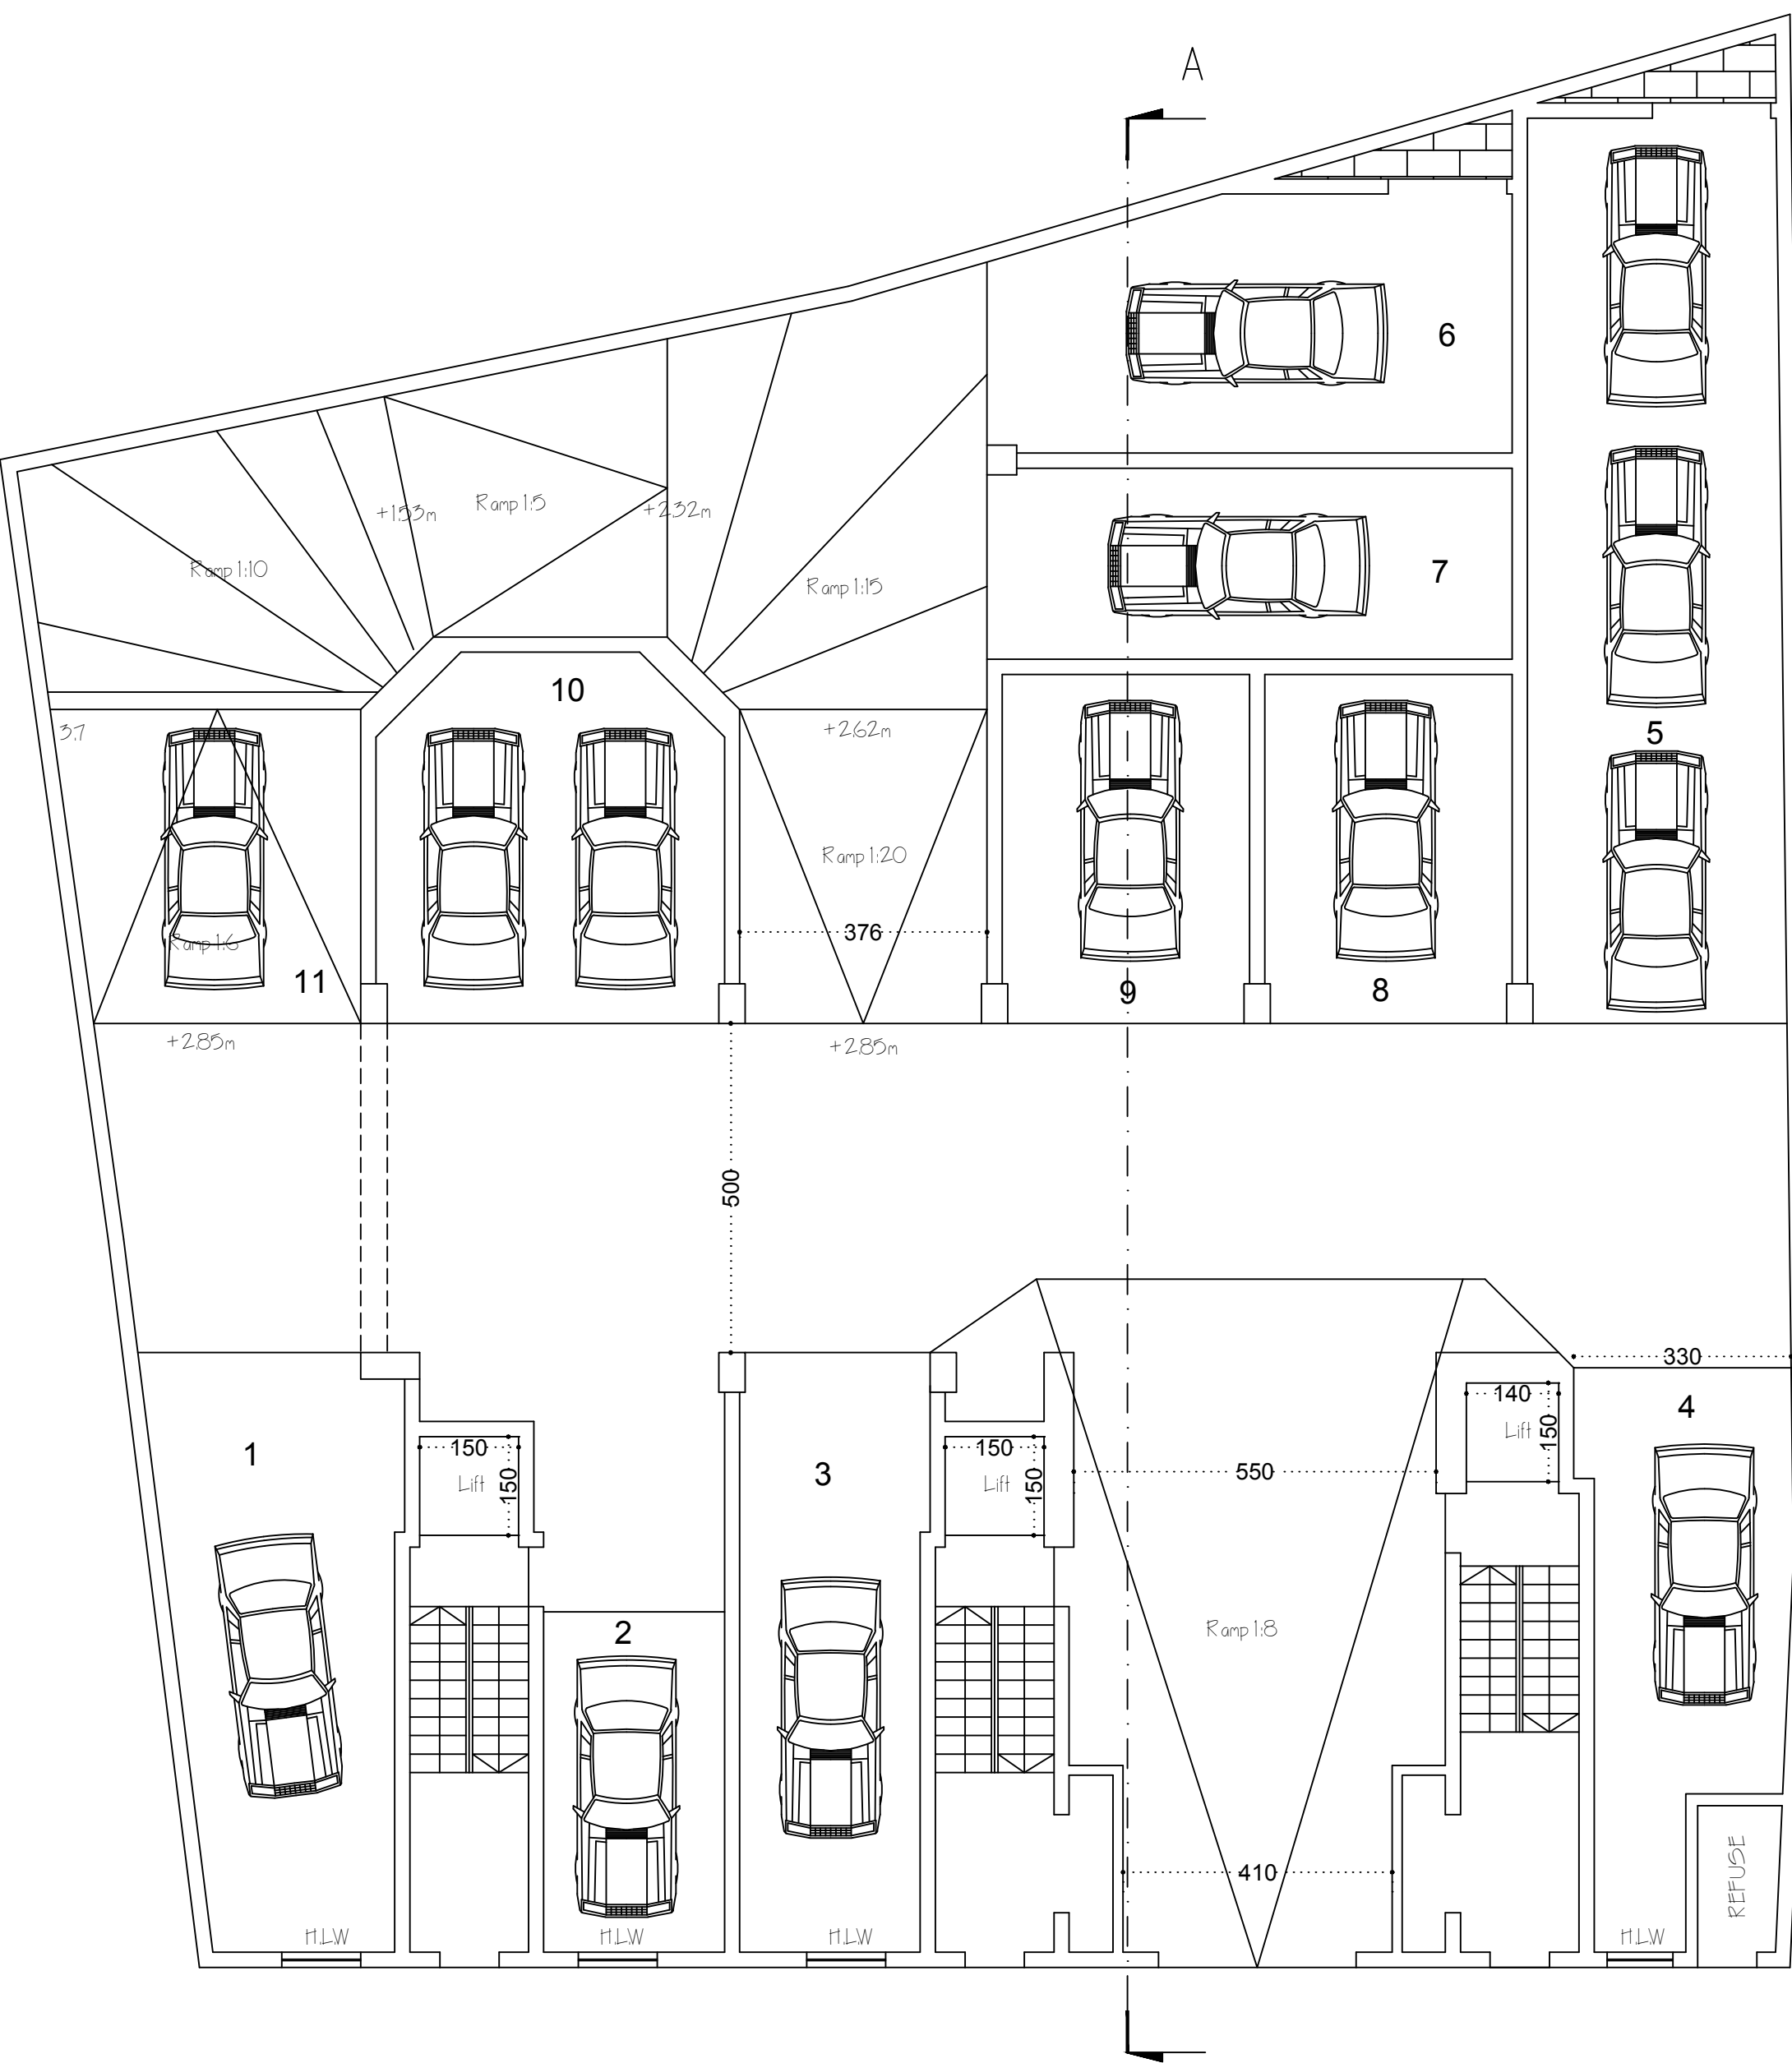 A
6
+1.53m
Ramp 1:5
+2.32m
Ramp 1:10
Ramp 1:15
7
10
3.7
+2.62m
5
Ramp 1:20
376
Ramp 1:6
11
9
8
+2.85m
+2.85m
500
330
140
Lift
150
4
1
150
Lift
150
3
150
Lift
150
550
2
Ramp 1:8
410
REFUSE
H.L.W
H.L.W
H.L.W
H.L.W